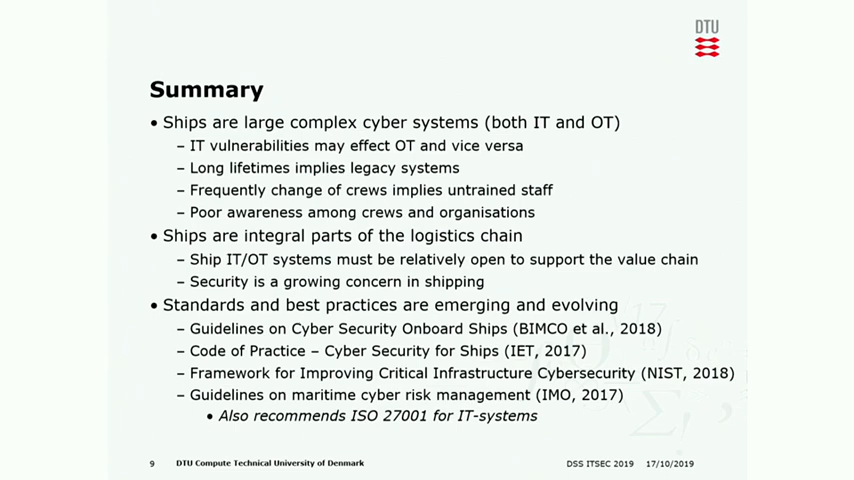 DTU
Summary
• Ships are large complex cyber systems (both IT and OT)
– IT vulnerabilities may effect OT and vice versa
– Long lifetimes implies legacy systems
– Frequently change of crews implies untrained staff
– Poor awareness among crews and organisations
• Ships are integral parts of the logistics chain
– Ship IT/OT systems must be relatively open to support the value chain
– Security is a growing concern in shipping
• Standards and best practices are emerging and evolving
– Guidelines on Cyber Security Onboard Ships (BIMCO et al., 2018)
– Code of Practice – Cyber Security for Ships (IET, 2017)
– Framework for Improving Critical Infrastructure Cybersecurity (NIST, 2018)
– Guidelines on maritime cyber risk management (IMO, 2017)
• Also recommends ISO 27001 for IT-systems
9 DTU Compute Technical University of Denmark DSS ITSEC 2019 17/10/2019